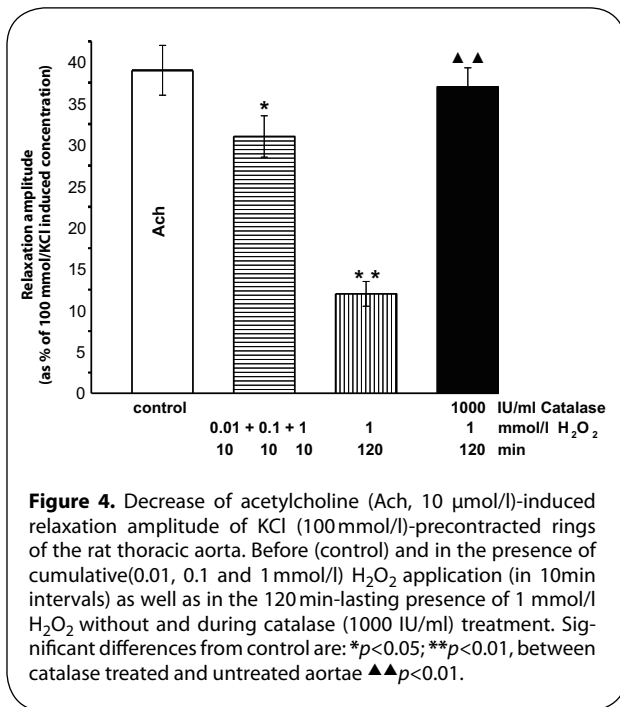 Relaxation amplitude
(as % of 100 mmol/KCl induced concentration)
40
35
30
25
20
15
10
5
0
Ach
*
* *
▲ ▲
control
1000 IU/ml Catalase
0.01 + 0.1 + 1 1 1 mmol/l H₂O₂
10 10 10 120 120 min
Figure 4. Decrease of acetylcholine (Ach, 10 μmol/l)-induced
relaxation amplitude of KCl (100 mmol/l)-precontracted rings
of the rat thoracic aorta. Before (control) and in the presence of
cumulative(0.01, 0.1 and 1 mmol/l) H₂O₂ application (in 10min
intervals) as well as in the 120 min-lasting presence of 1 mmol/l
H₂O₂ without and during catalase (1000 IU/ml) treatment. Sig-
nificant differences from control are: *p<0.05; **p<0.01, between
catalase treated and untreated aortae ▲▲p<0.01.